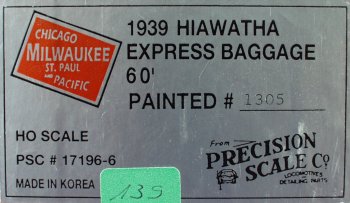 CHICAGO
MILWAUKEE
ST. PAUL
AND
PACIFIC
1939 HIAWATHA
EXPRESS BAGGAGE
60'
PAINTED # 1305
HO SCALE
PSC # 17196-6
MADE IN KOREA
From
PRECISION
SCALE Co
LOCOMOTIVES
DETAILING PARTS
135